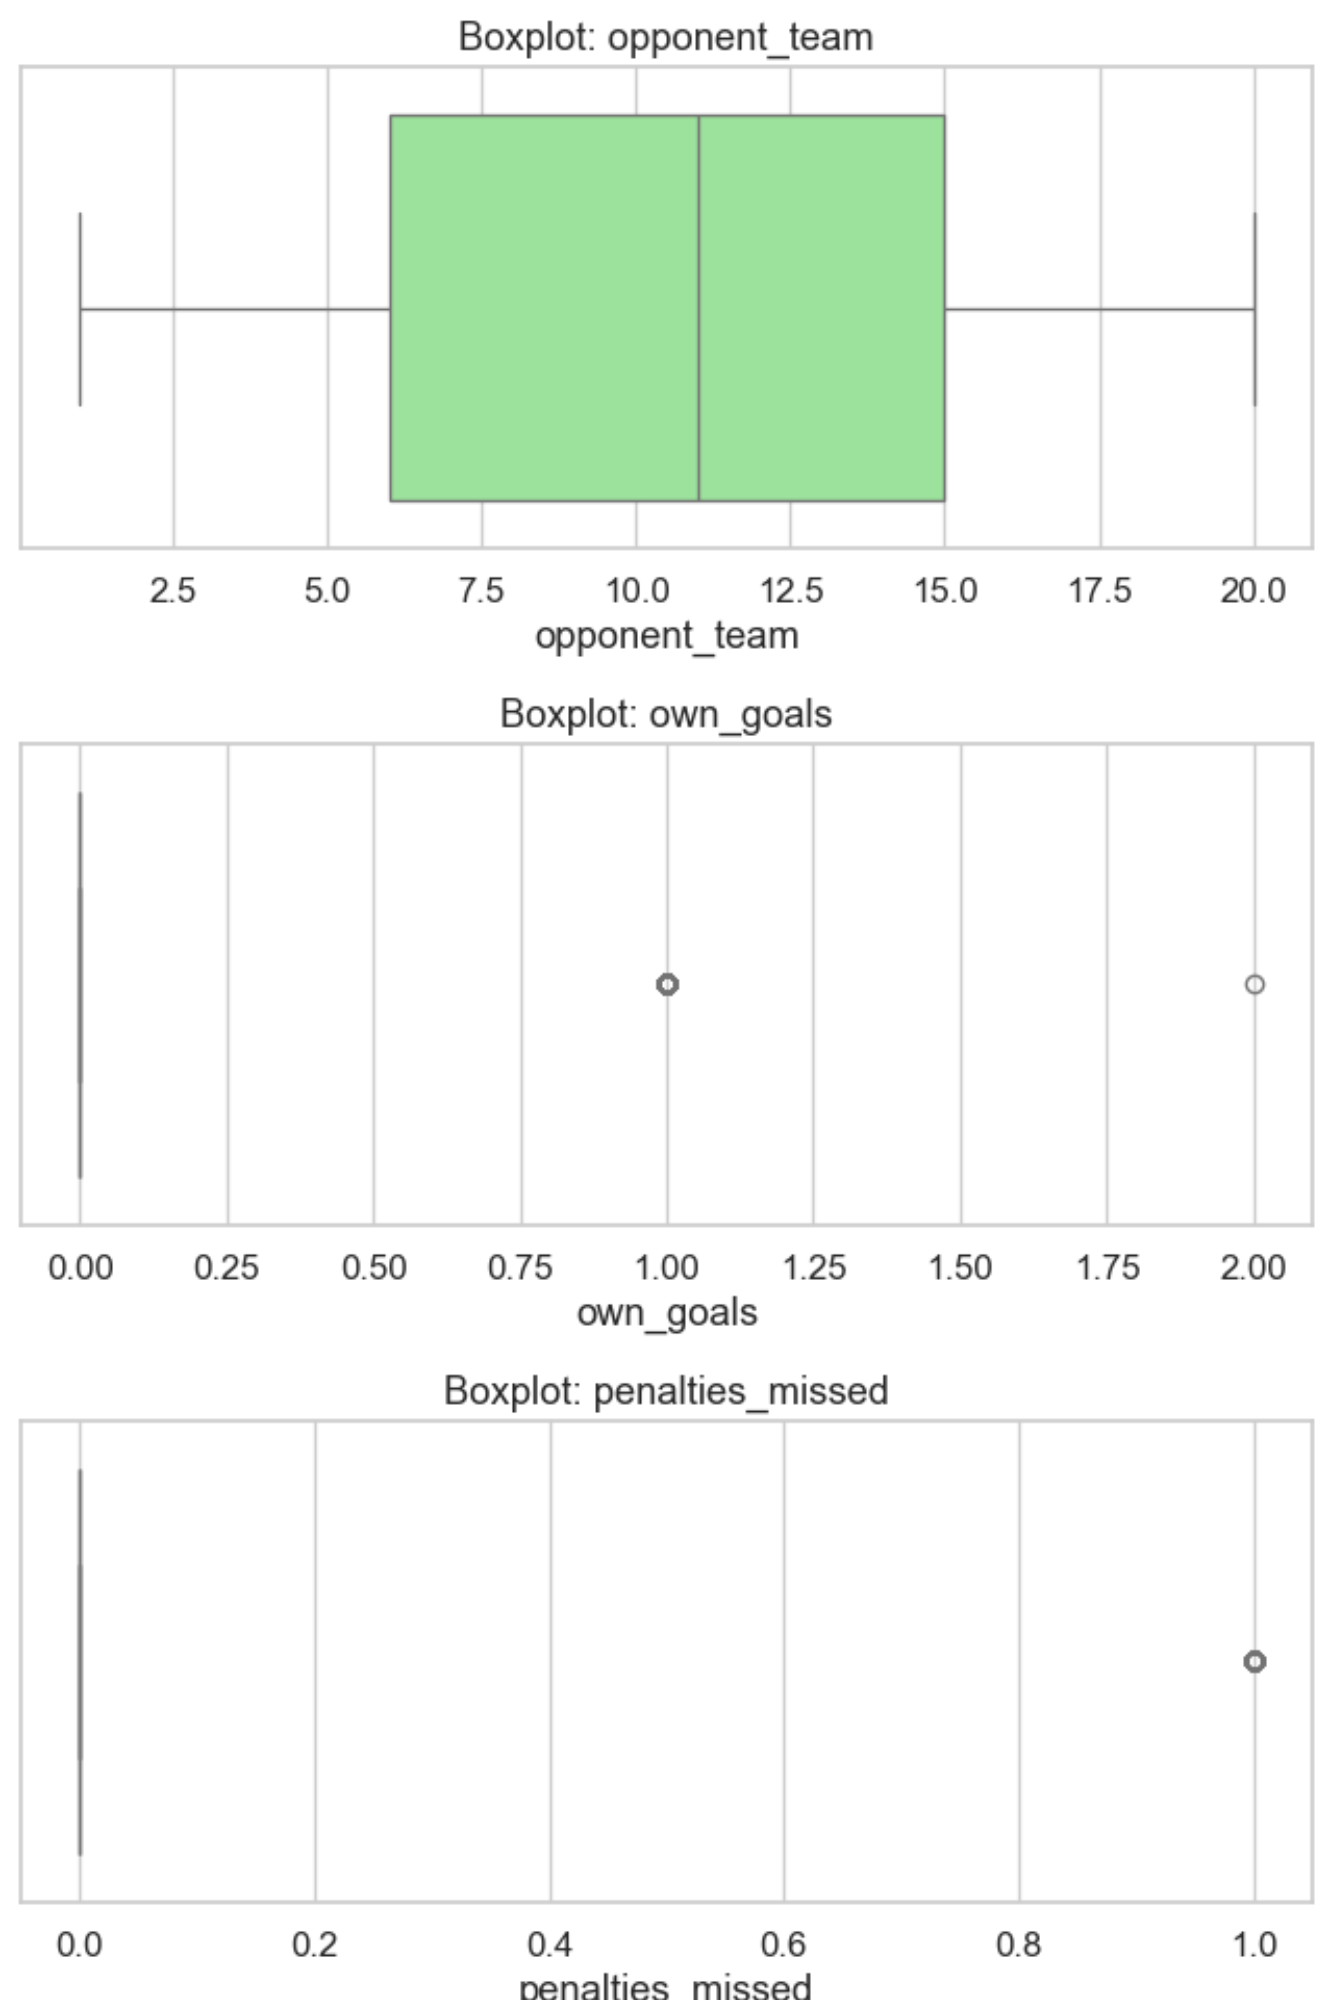 Boxplot: opponent_team
2.5 5.0 7.5 10.0 12.5 15.0 17.5 20.0
opponent_team
Boxplot: own_goals
0.00 0.25 0.50 0.75 1.00 1.25 1.50 1.75 2.00
own_goals
Boxplot: penalties_missed
0.0 0.2 0.4 0.6 0.8 1.0
penalties_missed